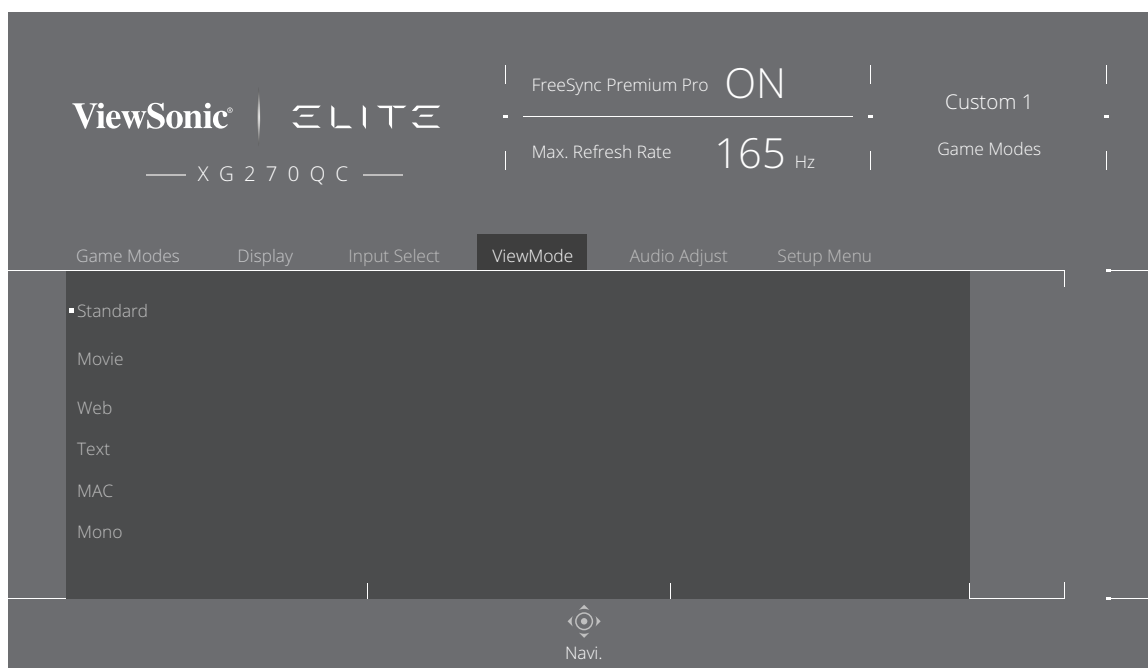 ViewSonic® ELITE
XG270QC
FreeSync Premium Pro ON
Max. Refresh Rate 165 Hz
Custom 1
Game Modes
Game Modes Display Input Select ViewMode Audio Adjust Setup Menu
Standard
Movie
Web
Text
MAC
Mono
Navi.